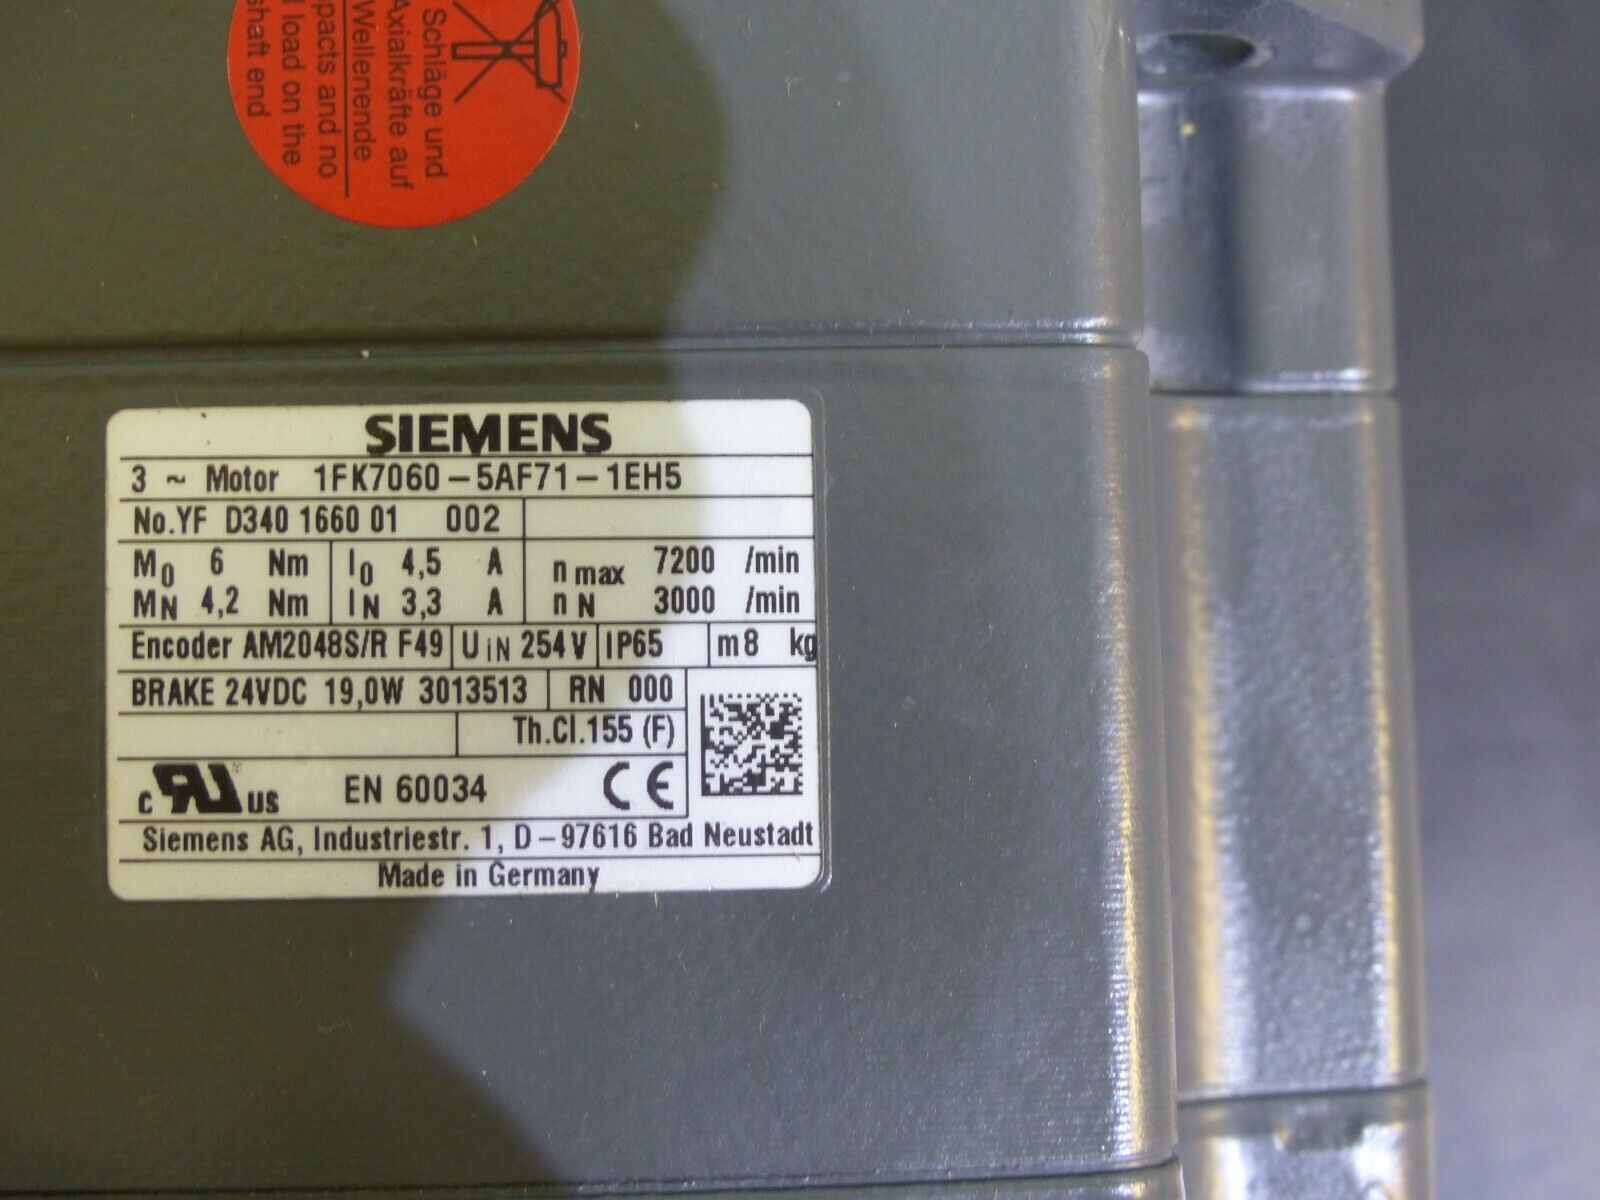 Schläge und
Axialkräfte auf
Wellenende
pacts and no
load on the
shaft end
SIEMENS
3 ~ Motor 1FK7060-5AF71-1EH5
No.YF D340 1660 01 002
M0 6 Nm I0 4,5 A n max 7200 /min
MN 4,2 Nm IN 3,3 A n N 3000 /min
Encoder AM2048S/R F49 U IN 254 V IP65 m 8 kg
BRAKE 24VDC 19,0W 3013513 RN 000
Th.Cl.155 (F)
c RU US EN 60034 CE
Siemens AG, Industriestr. 1, D-97616 Bad Neustadt
Made in Germany